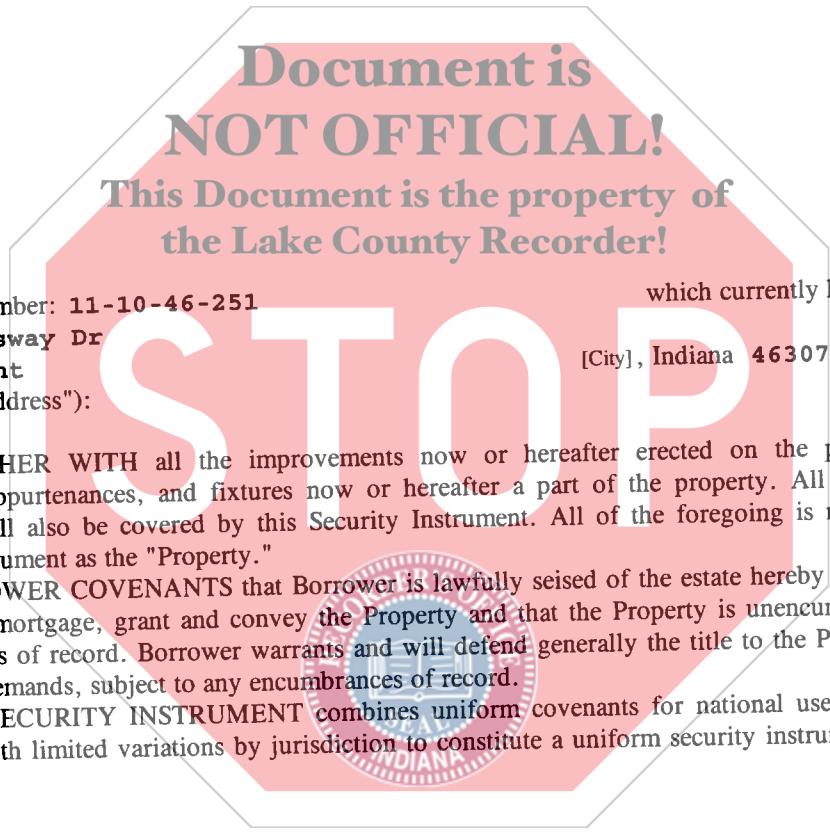 Document is
NOT OFFICIAL!
This Document is the property of
the Lake County Recorder!
mber: 11-10-46-251 which currently
sway Dr
nt [City], Indiana 46307
ddress"):
STOP
HER WITH all the improvements now or hereafter erected on the p
ppurtenances, and fixtures now or hereafter a part of the property. All
ll also be covered by this Security Instrument. All of the foregoing is r
ument as the "Property."
OWER COVENANTS that Borrower is lawfully seised of the estate hereby
mortgage, grant and convey the Property and that the Property is unencur
s of record. Borrower warrants and will defend generally the title to the P
emands, subject to any encumbrances of record.
ECURITY INSTRUMENT combines uniform covenants for national use
th limited variations by jurisdiction to constitute a uniform security instru
RECORDER'S OFFICE
SEAL
INDIANA